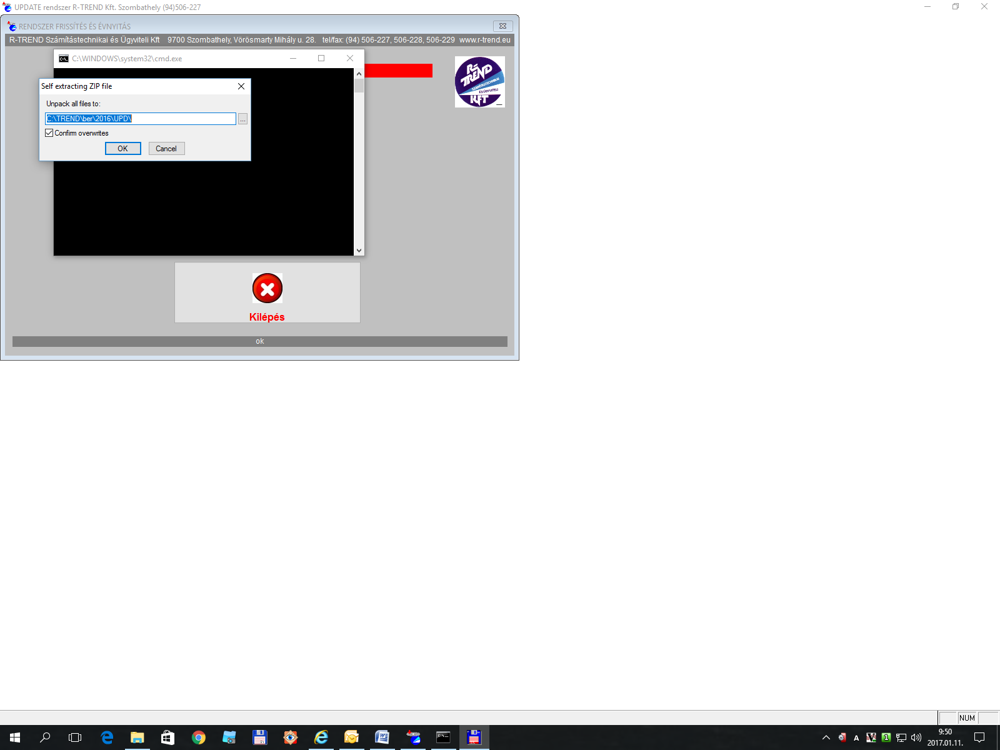 UPDATE rendszer R-TREND Kft. Szombathely (94)506-227
RENDSZER FRISSÍTÉS ÉS ÉVNYITÁS
R-TREND Számítástechnikai és Ügyviteli Kft    9700 Szombathely, Vörösmarty Mihály u. 28.   tel/fax: (94) 506-227, 506-228, 506-229  www.r-trend.eu
C:\WINDOWS\system32\cmd.exe
R-
TREND
SZÁMÍTÁSTECHNIKAI
ÉS ÜGYVITELI
KFT
Self extracting ZIP file
Unpack all files to:
C:\TREND\ber\2016\UPD\
...
Confirm overwrites
OK
Cancel
Kilépés
ok
NUM
A
1
9:50
2017.01.11.